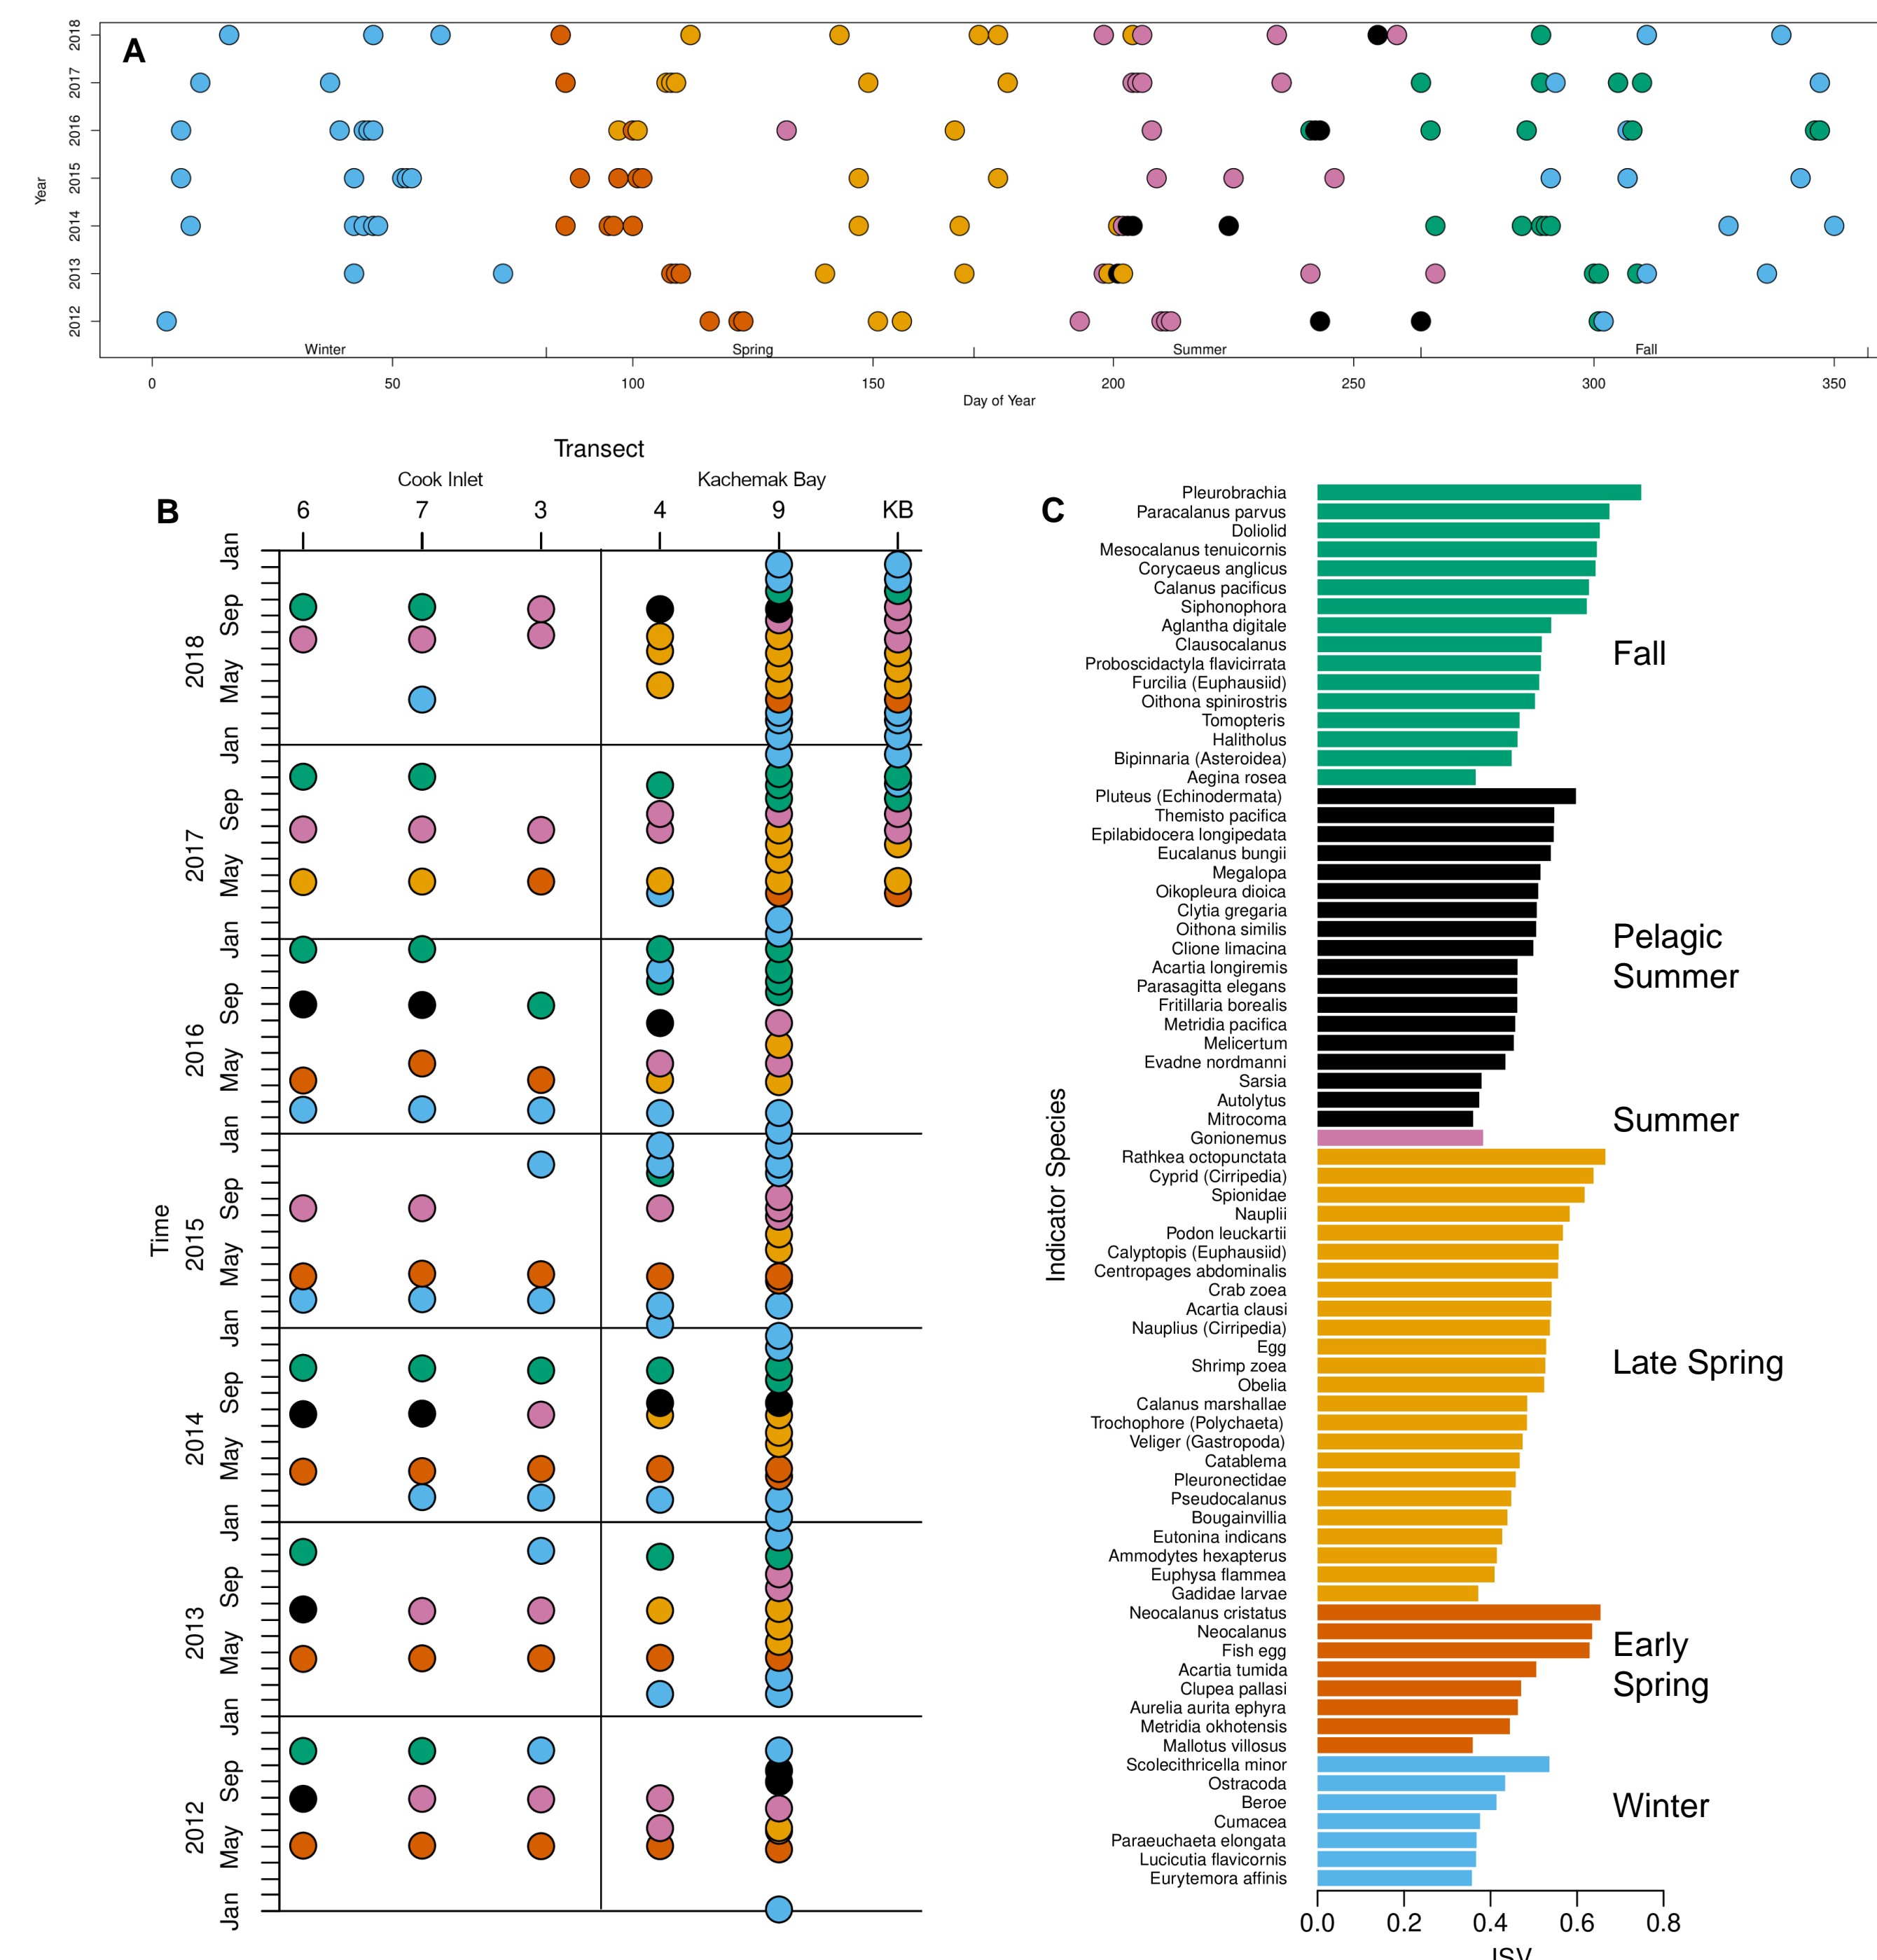 A
2018
2017
2016
2015
2014
2013
2012
Year
Winter Spring Summer Fall
0 50 100 150 200 250 300 350
Day of Year
Transect
Cook Inlet Kachemak Bay
B
6 7 3 4 9 KB
Jan
Sep
May
Jan
Sep
May
Jan
Sep
May
Jan
Sep
May
Jan
Sep
May
Jan
Sep
May
Jan
Sep
May
Jan
2018
2017
2016
2015
2014
2013
2012
Time
C
Pleurobrachia
Paracalanus parvus
Doliolid
Mesocalanus tenuicornis
Corycaeus anglicus
Calanus pacificus
Siphonophora
Aglantha digitale
Clausocalanus
Proboscidactyla flavicirrata
Furcilia (Euphausiid)
Oithona spinirostris
Tomopteris
Halitholus
Bipinnaria (Asteroidea)
Aegina rosea
Pluteus (Echinodermata)
Themisto pacifica
Epilabidocera longipedata
Eucalanus bungii
Megalopa
Oikopleura dioica
Clytia gregaria
Oithona similis
Clione limacina
Acartia longiremis
Parasagitta elegans
Fritillaria borealis
Metridia pacifica
Melicertum
Evadne nordmanni
Sarsia
Autolytus
Mitrocoma
Gonionemus
Rathkea octopunctata
Cyprid (Cirripedia)
Spionidae
Nauplii
Podon leuckartii
Calyptopis (Euphausiid)
Centropages abdominalis
Crab zoea
Acartia clausi
Nauplius (Cirripedia)
Egg
Shrimp zoea
Obelia
Calanus marshallae
Trochophore (Polychaeta)
Veliger (Gastropoda)
Catablema
Pleuronectidae
Pseudocalanus
Bougainvillia
Eutonina indicans
Ammodytes hexapterus
Euphysa flammea
Gadidae larvae
Neocalanus cristatus
Neocalanus
Fish egg
Acartia tumida
Clupea pallasi
Aurelia aurita ephyra
Metridia okhotensis
Mallotus villosus
Scolecithricella minor
Ostracoda
Beroe
Cumacea
Paraeuchaeta elongata
Lucicutia flavicornis
Eurytemora affinis
Indicator Species
Fall
Pelagic
Summer
Summer
Late Spring
Early
Spring
Winter
0.0 0.2 0.4 0.6 0.8
ISV